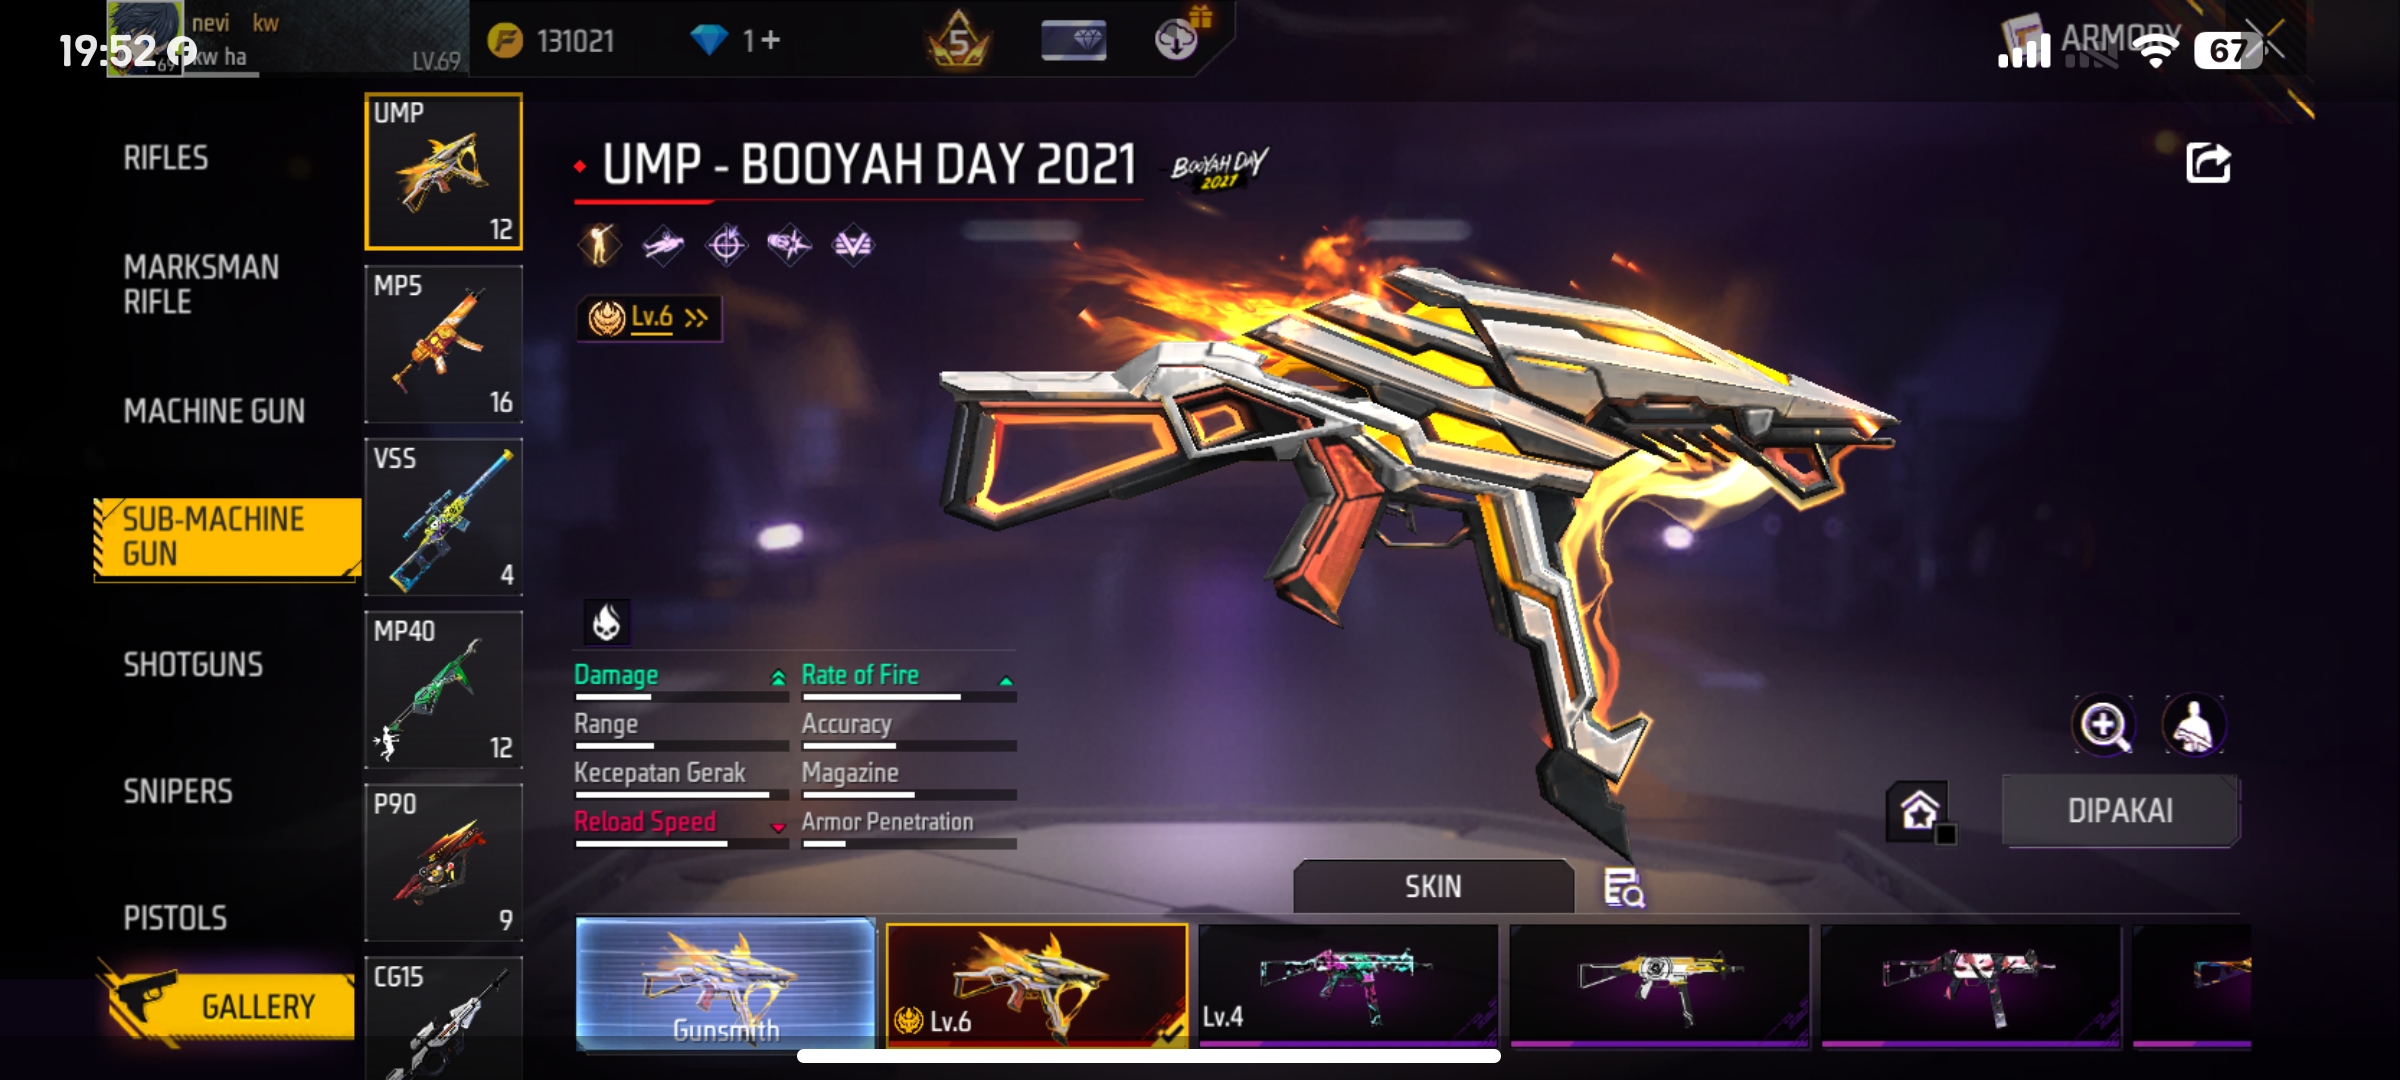 nevi kw
kw ha
19:52
69
LV.69
131021
1+
5
ARMORY
67
RIFLES
MARKSMAN
RIFLE
MACHINE GUN
SUB-MACHINE
GUN
SHOTGUNS
SNIPERS
PISTOLS
GALLERY
UMP
12
MP5
16
VSS
4
MP40
12
P90
9
CG15
UMP - BOOYAH DAY 2021
BOOYAH DAY
2021
Lv.6
Damage
Rate of Fire
Range
Accuracy
Kecepatan Gerak
Magazine
Reload Speed
Armor Penetration
DIPAKAI
SKIN
Gunsmith
Lv.6
Lv.4